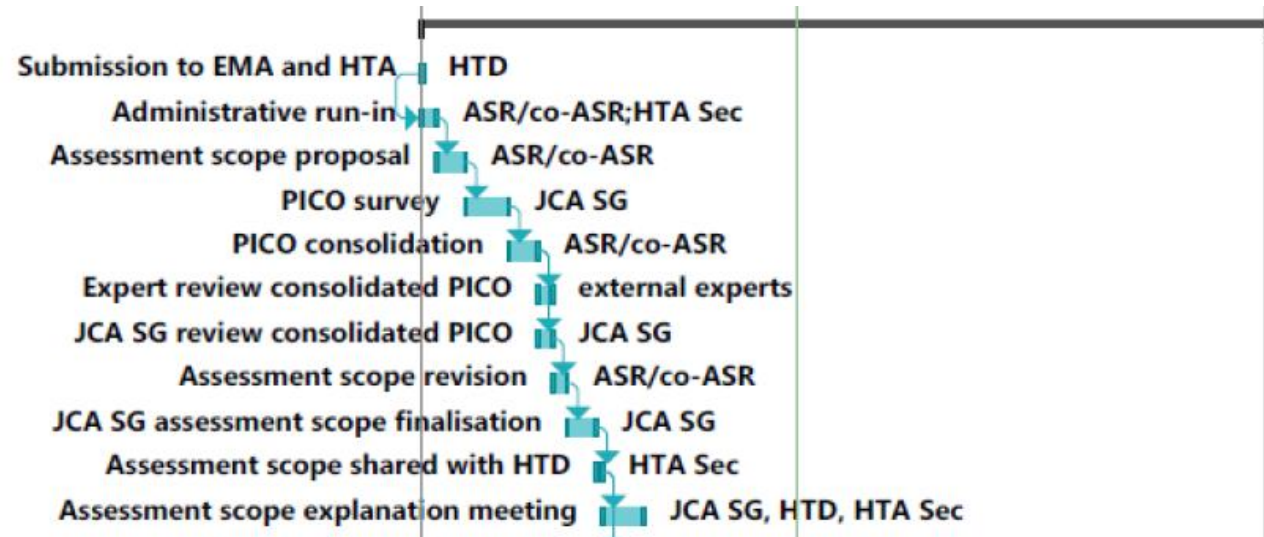 Submission to EMA and HTA HTD
Administrative run-in ASR/co-ASR;HTA Sec
Assessment scope proposal ASR/co-ASR
PICO survey JCA SG
PICO consolidation ASR/co-ASR
Expert review consolidated PICO external experts
JCA SG review consolidated PICO JCA SG
Assessment scope revision ASR/co-ASR
JCA SG assessment scope finalisation JCA SG
Assessment scope shared with HTD HTA Sec
Assessment scope explanation meeting JCA SG, HTD, HTA Sec